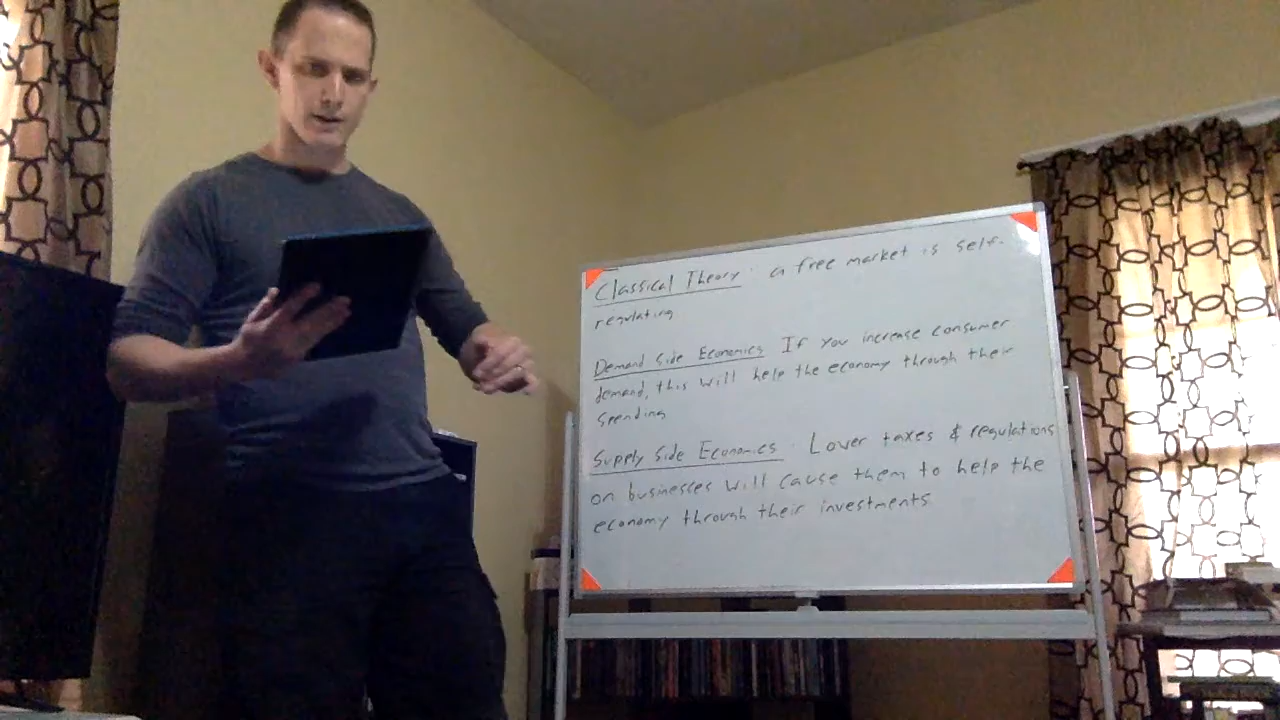 Classical Theory: a free market is self-
regulating
Demand Side Economics If you increase consumer
demand, this will help the economy through their
spending
Supply Side Economics: Lower taxes & regulations
on businesses will cause them to help the
economy through their investments